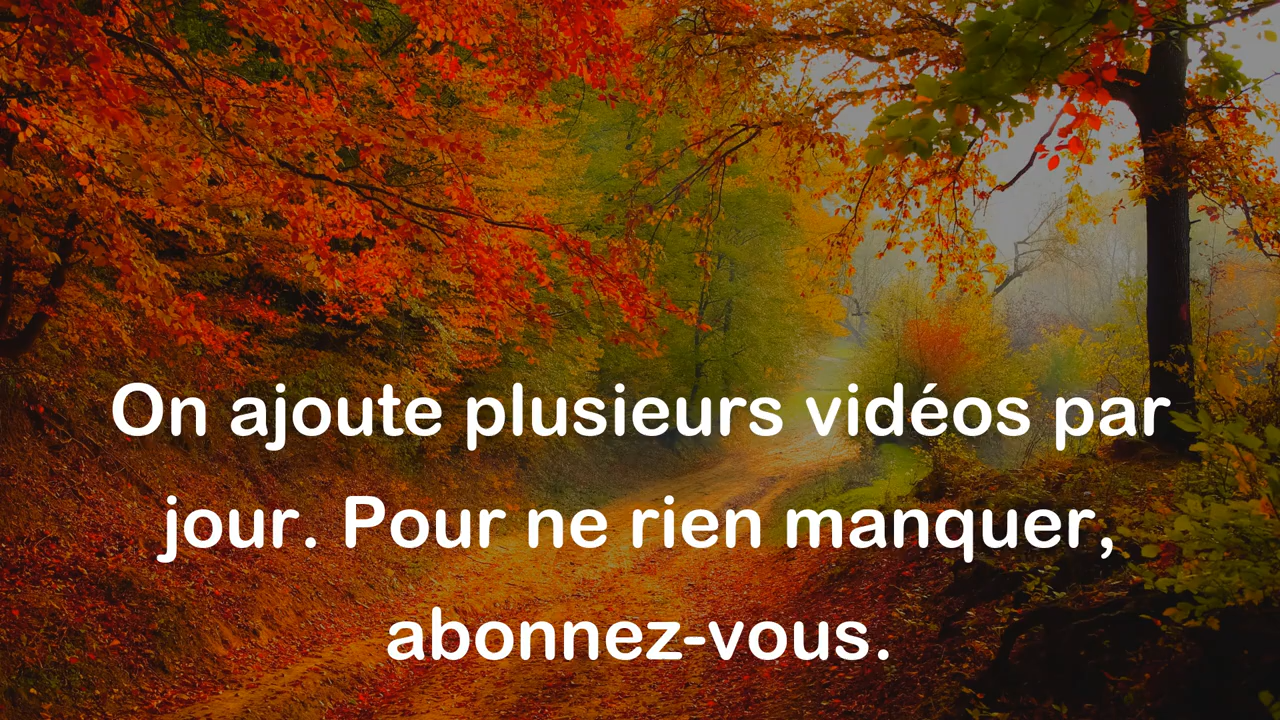 On ajoute plusieurs vidéos par
jour. Pour ne rien manquer,
abonnez-vous.